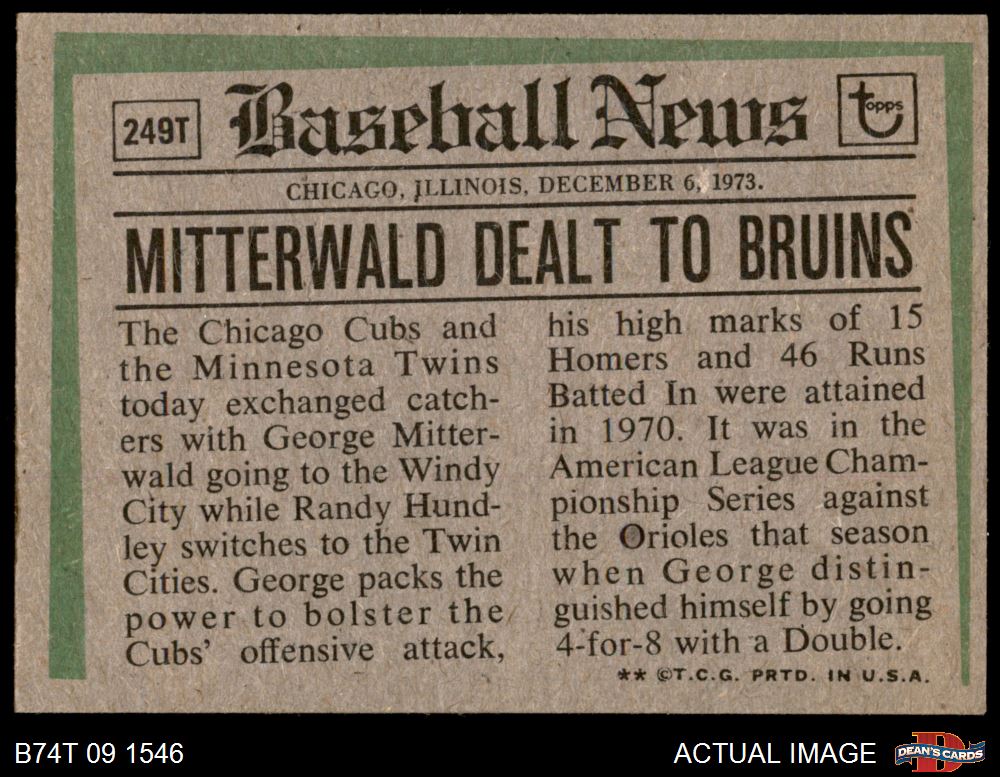 249T
Baseball News
topps
CHICAGO, ILLINOIS, DECEMBER 6, 1973.
MITTERWALD DEALT TO BRUINS
The Chicago Cubs and
the Minnesota Twins
today exchanged catch-
ers with George Mitter-
wald going to the Windy
City while Randy Hund-
ley switches to the Twin
Cities. George packs the
power to bolster the
Cubs' offensive attack,
his high marks of 15
Homers and 46 Runs
Batted In were attained
in 1970. It was in the
American League Cham-
pionship Series against
the Orioles that season
when George distin-
guished himself by going
4-for-8 with a Double.
** ©T.C.G. PRTD. IN U.S.A.
B74T 09 1546
ACTUAL IMAGE
DEAN'S CARDS